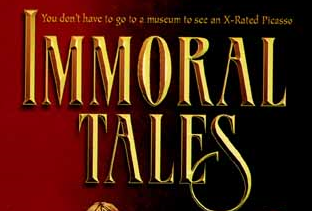 You don't have to go to a museum to see an X-Rated Picasso
IMMORAL
TALES